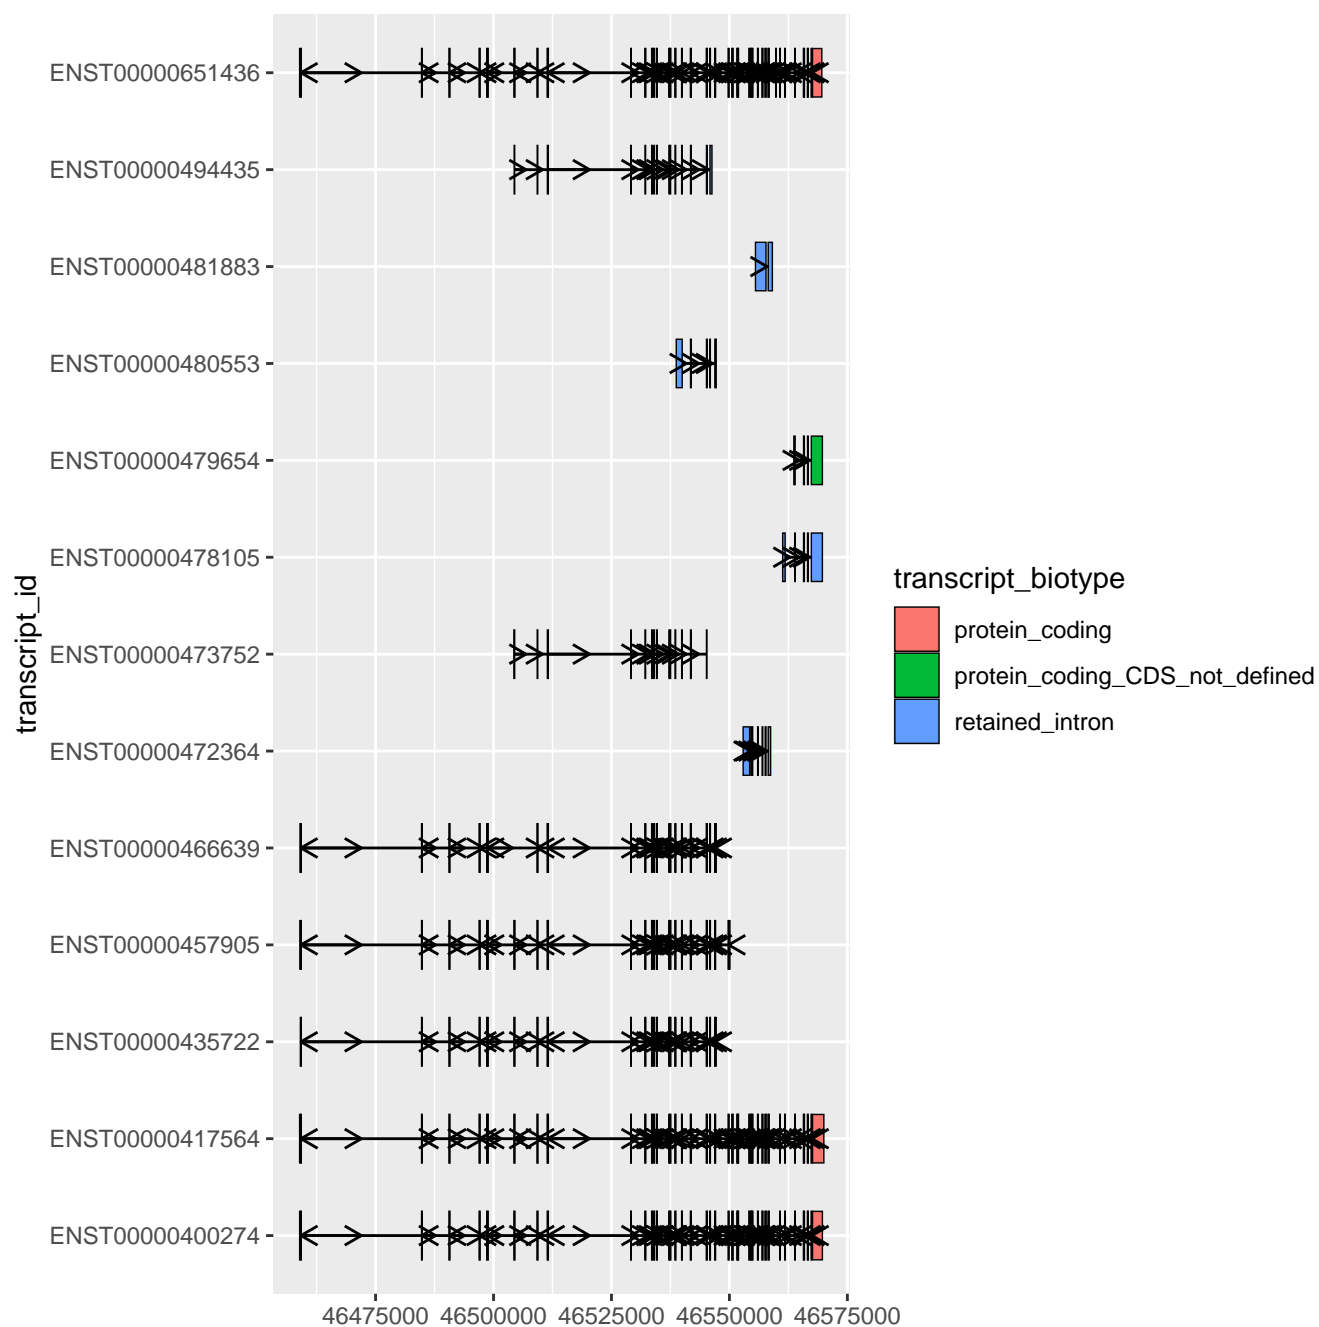 ENST00000651436
ENST00000494435
ENST00000481883
ENST00000480553
ENST00000479654
ENST00000478105
ENST00000473752
ENST00000472364
ENST00000466639
ENST00000457905
ENST00000435722
ENST00000417564
ENST00000400274
transcript_id
46475000 46500000 46525000 46550000 46575000
transcript_biotype
protein_coding
protein_coding_CDS_not_defined
retained_intron